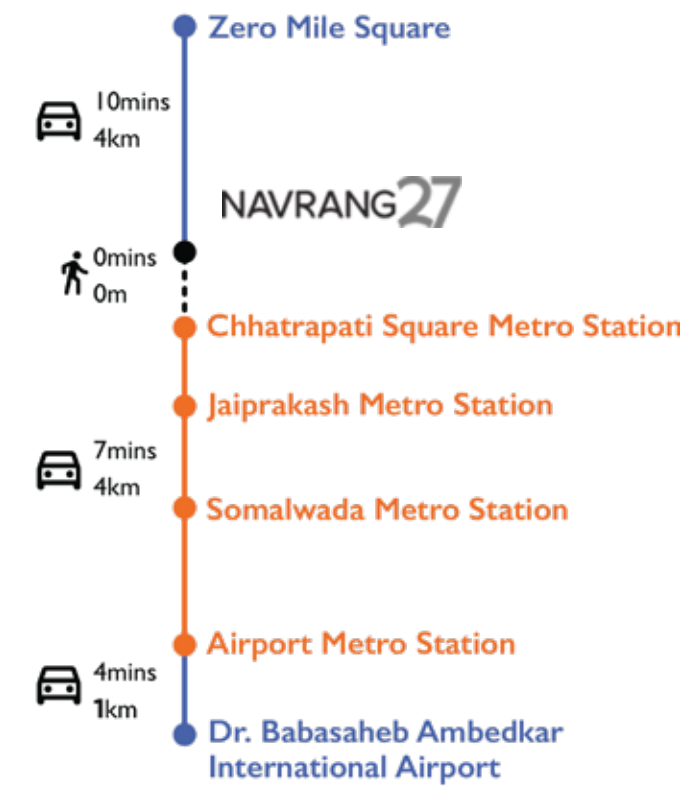 Zero Mile Square
10mins
4km
NAVRANG27
0mins
0m
Chhatrapati Square Metro Station
Jaiprakash Metro Station
7mins
4km
Somalwada Metro Station
Airport Metro Station
4mins
1km
Dr. Babasaheb Ambedkar
International Airport